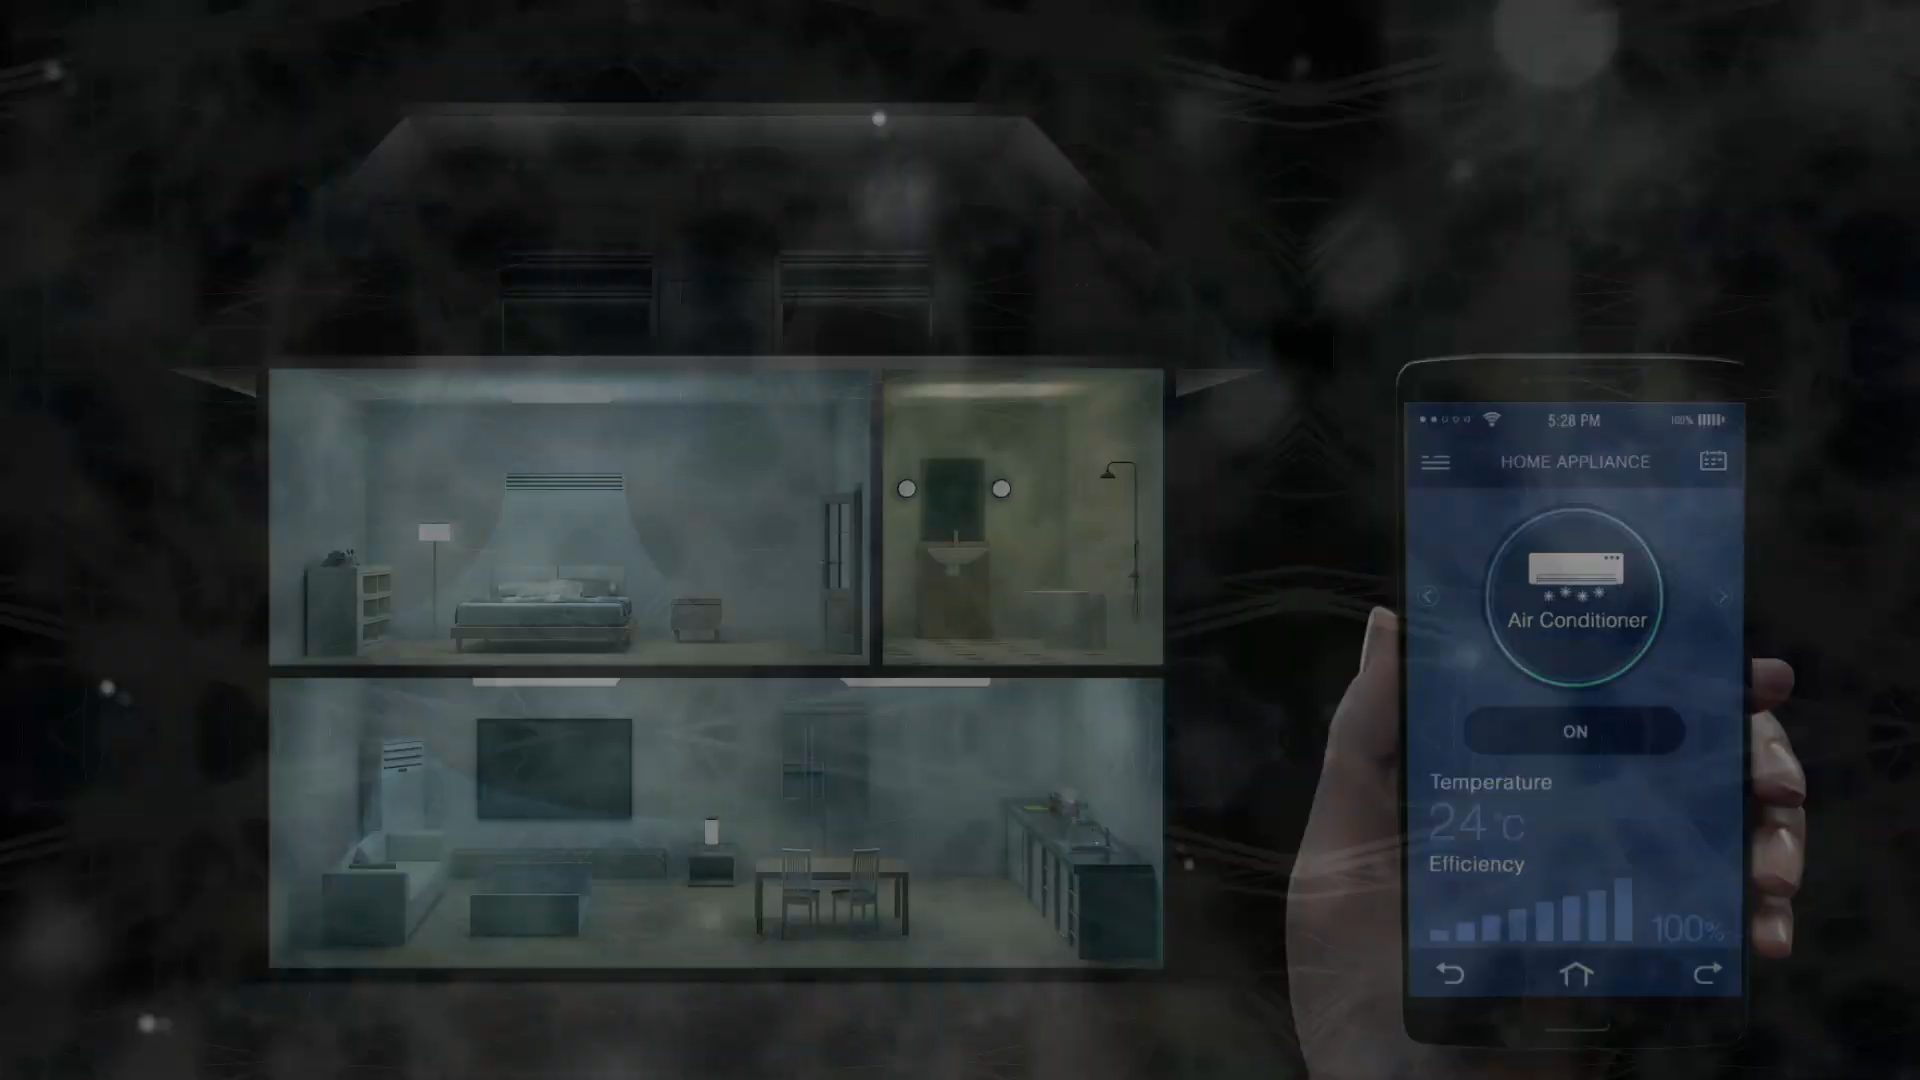 5:28 PM
100%
HOME APPLIANCE
Air Conditioner
ON
Temperature
24°C
Efficiency
100%